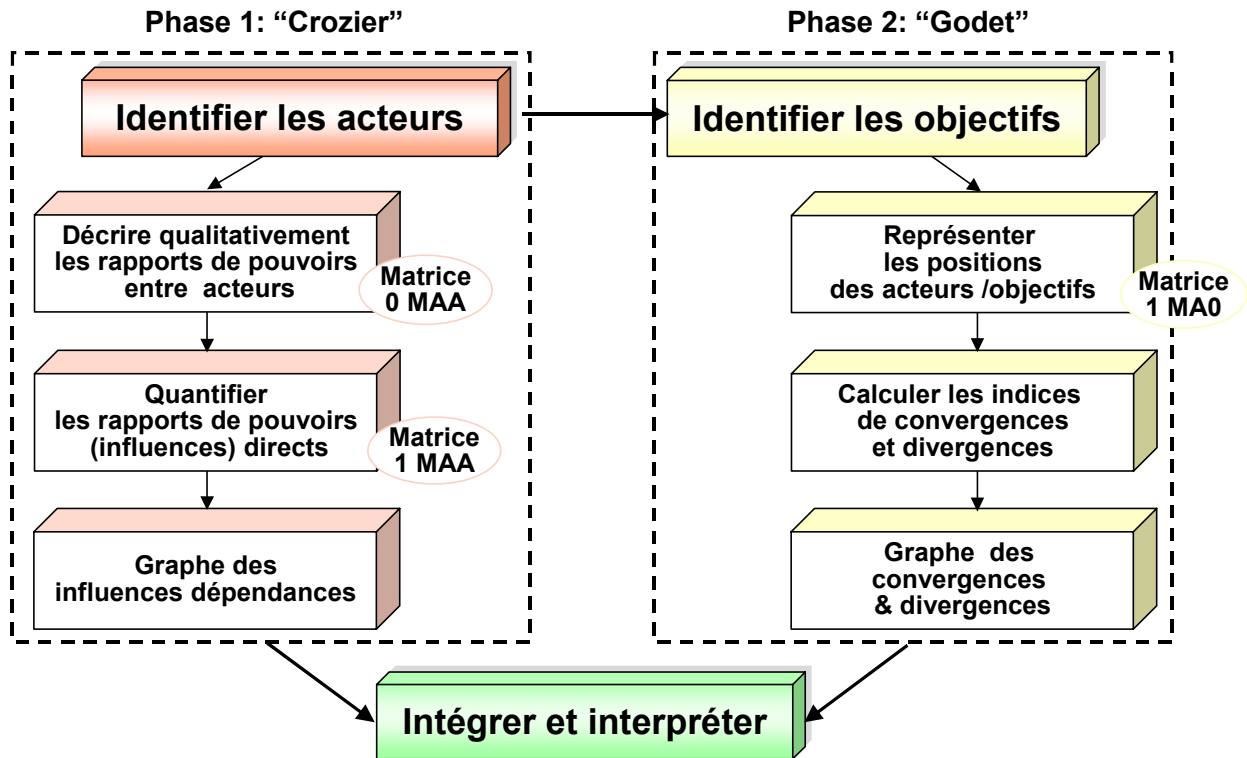 Phase 1: “Crozier”
Identifier les acteurs
Décrire qualitativement
les rapports de pouvoirs
entre acteurs
Matrice
0 MAA
Quantifier
les rapports de pouvoirs
(influences) directs
Matrice
1 MAA
Graphe des
influences dépendances
Phase 2: “Godet”
Identifier les objectifs
Représenter
les positions
des acteurs /objectifs
Matrice
1 MA0
Calculer les indices
de convergences
et divergences
Graphe des
convergences
& divergences
Intégrer et interpréter